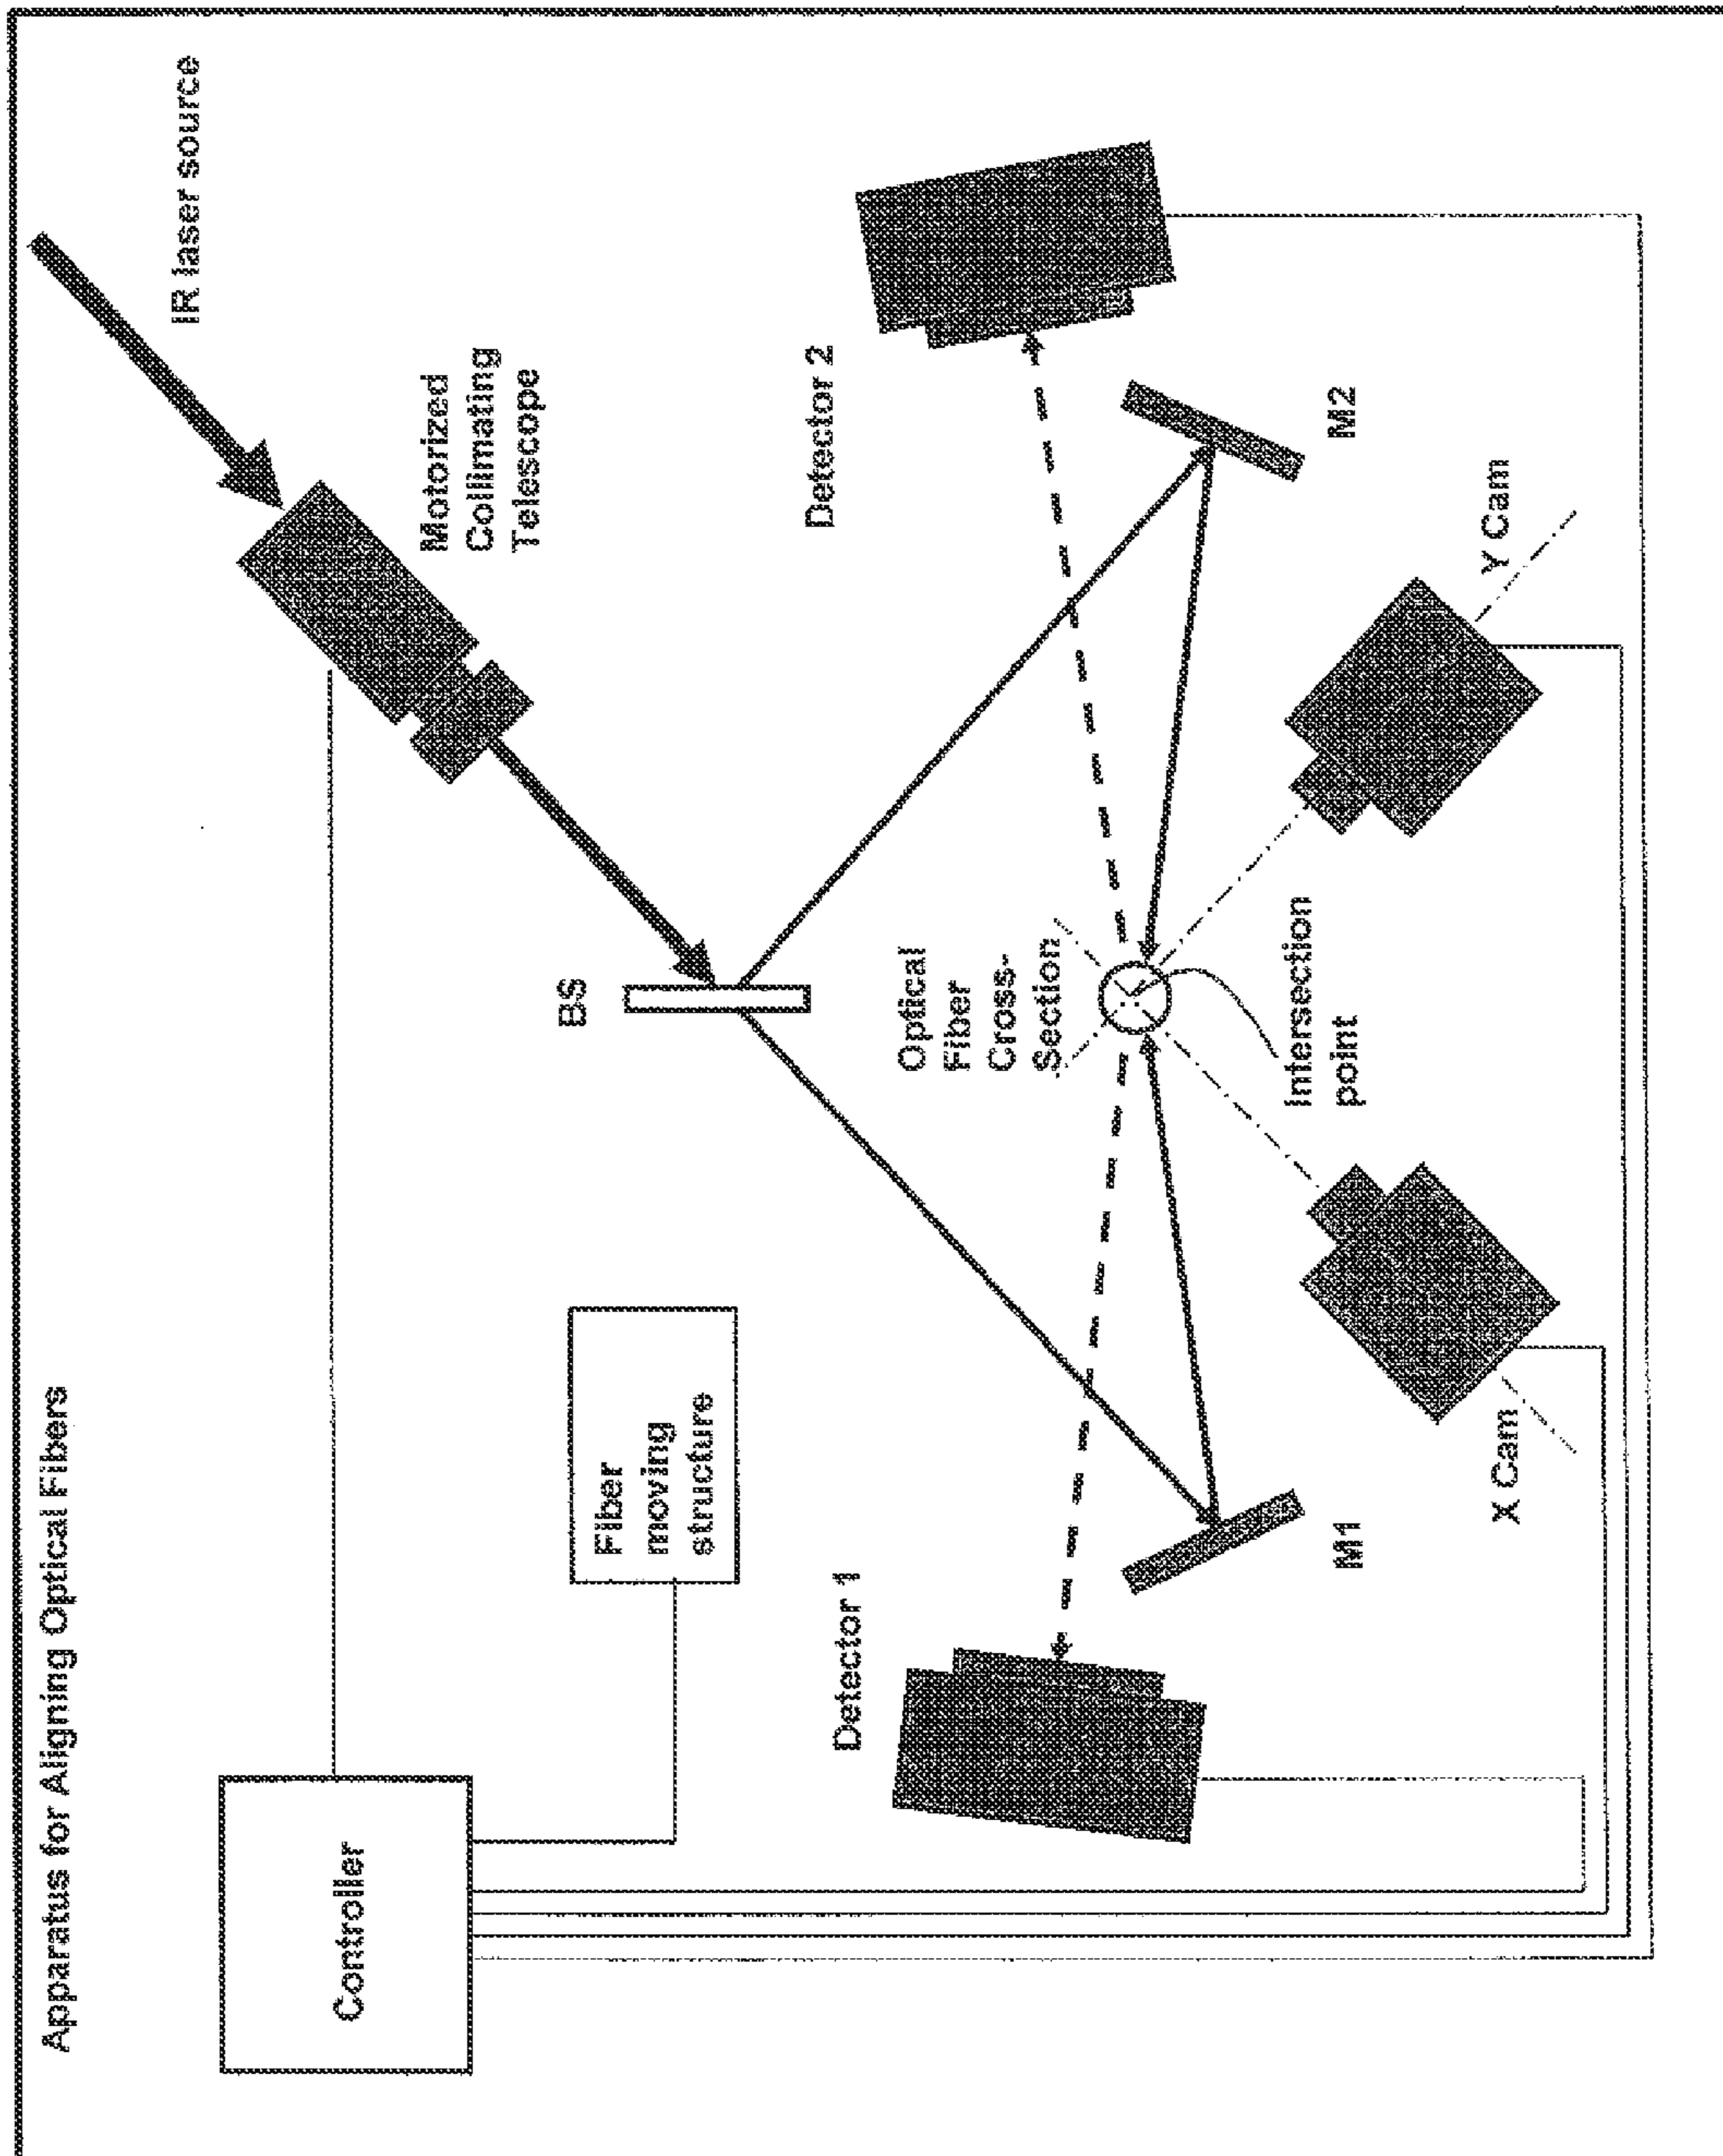 Apparatus for Aligning Optical Fibers
IR laser source
Controller
Motorized
Collimating
Telescope
Fiber
moving
structure
BS
Detector 1
Detector 2
Optical
Fiber
Cross-
Section
M1
M2
Intersection
point
X Cam
Y Cam